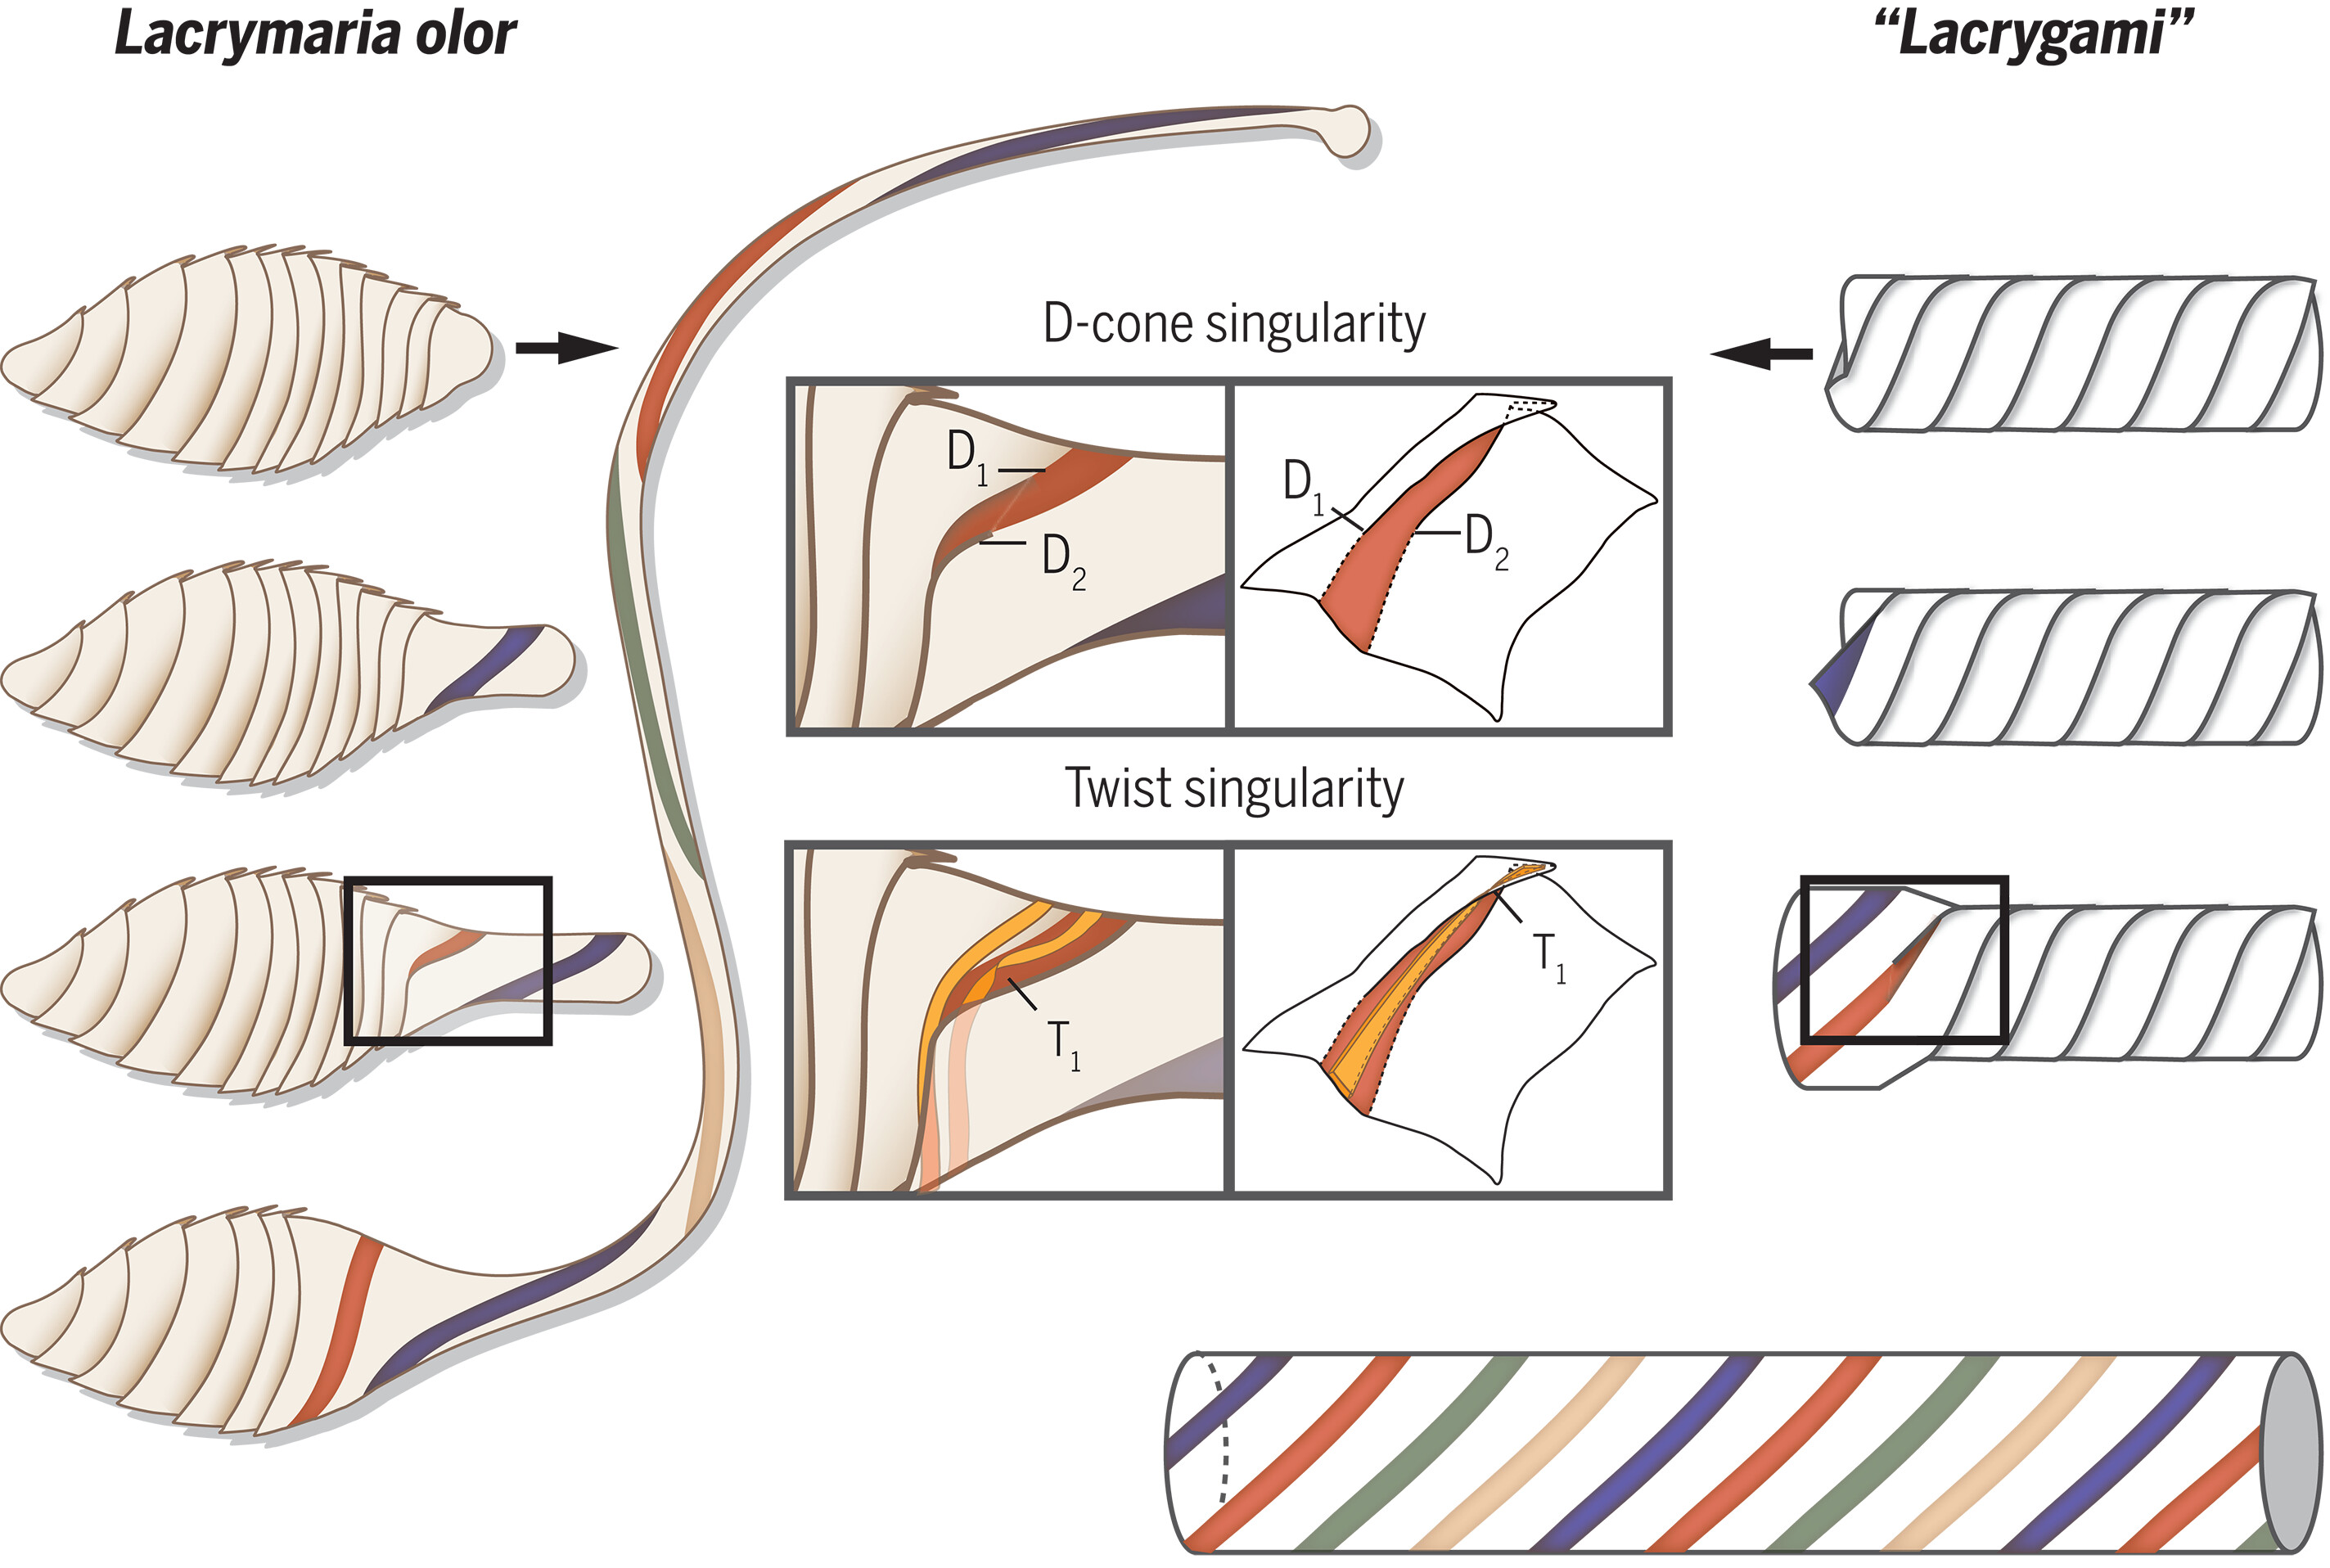 Lacrymaria olor
“Lacrygami”
D-cone singularity
D1
D2
D1
D2
Twist singularity
T1
T1